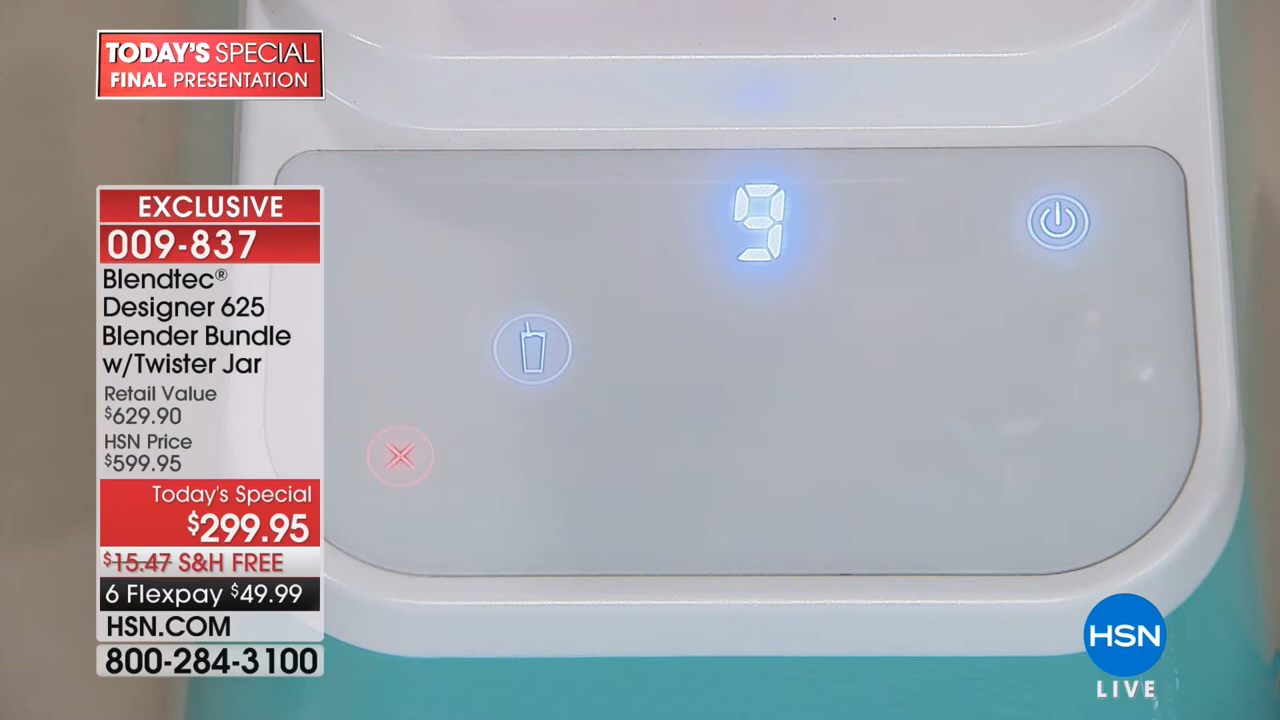 TODAY'S SPECIAL
FINAL PRESENTATION
EXCLUSIVE
009-837
Blendtec®
Designer 625
Blender Bundle
w/Twister Jar
Retail Value
$629.90
HSN Price
$599.95
Today's Special
$299.95
$15.47 S&H FREE
6 Flexpay $49.99
HSN.COM
800-284-3100
9
HSN
LIVE